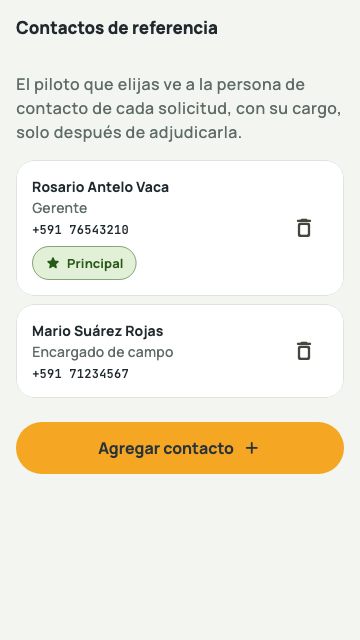 Contactos de referencia
El piloto que elijas ve a la persona de
contacto de cada solicitud, con su cargo,
solo después de adjudicarla.
Rosario Antelo Vaca
Gerente
+591 76543210
Principal
Mario Suárez Rojas
Encargado de campo
+591 71234567
Agregar contacto +